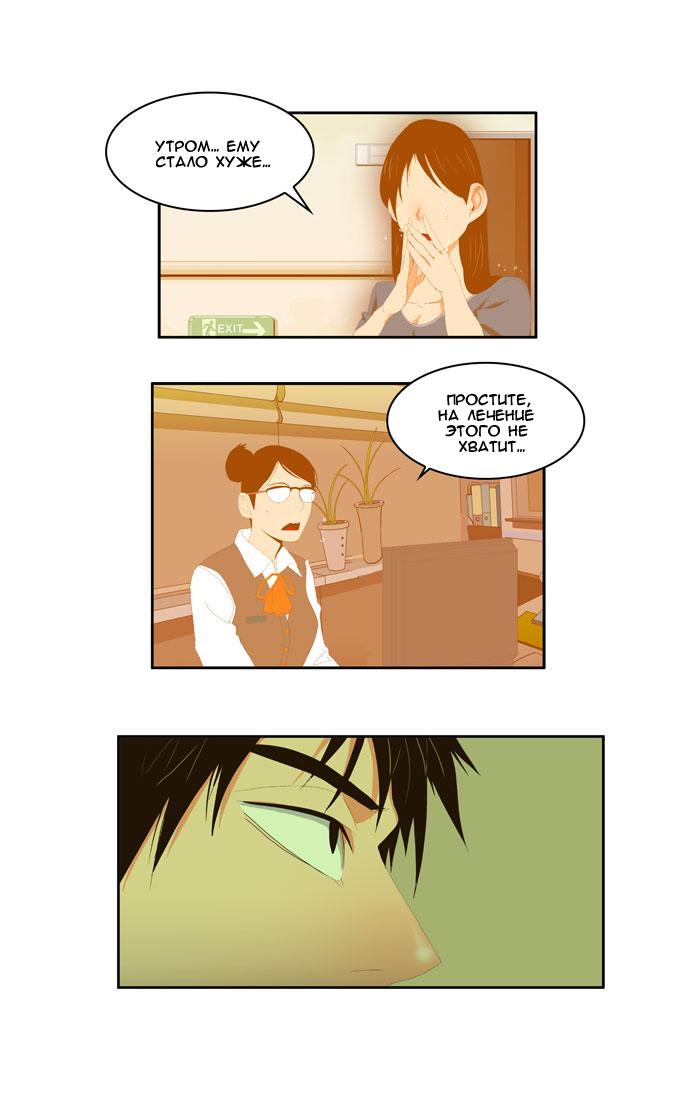 УТРОМ... ЕМУ
СТАЛО ХУЖЕ...
EXIT
ПРОСТИТЕ,
НА ЛЕЧЕНИЕ
ЭТОГО НЕ
ХВАТИТ...